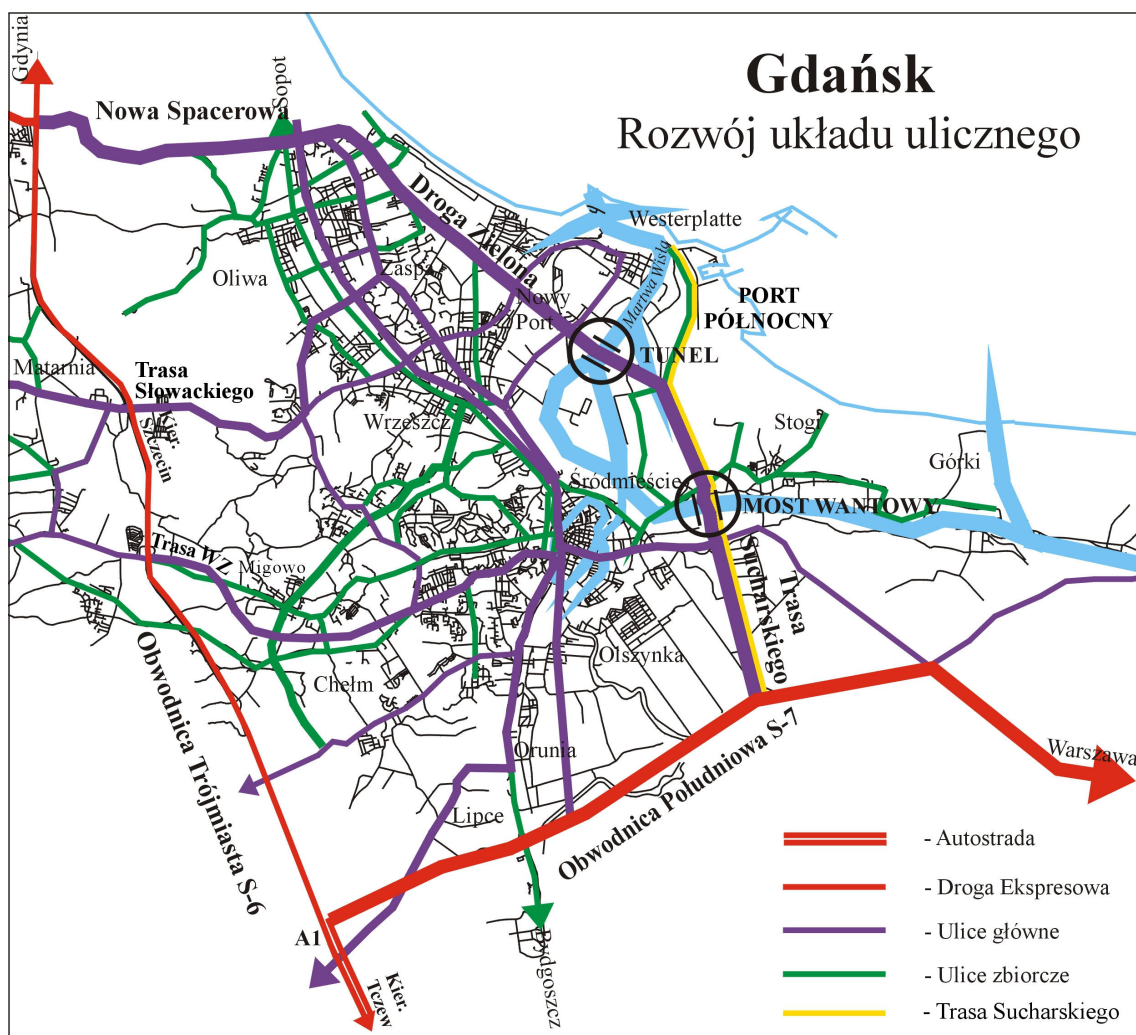 Gdańsk
Rozwój układu ulicznego
Gdynia
Sopot
Nowa Spacerowa
Droga Zielona
Westerplatte
Martwa Wisła
Oliwa
Zaspa
Nowy
Port
PORT
PÓŁNOCNY
TUNEL
Matarnia
Trasa
Słowackiego
Kier.
Szczecin
Wrzeszcz
Stogi
Górki
Śródmieście
MOST WANTOWY
Trasa WZ
Migowo
Trasa
Sucharskiego
Olszynka
Chełm
Obwodnica Trójmiasta S-6
Orunia
Obwodnica Południowa S-7
Warszawa
Lipce
A1
Kier.
Tczew
Bydgoszcz
- Autostrada
- Droga Ekspresowa
- Ulice główne
- Ulice zbiorcze
- Trasa Sucharskiego